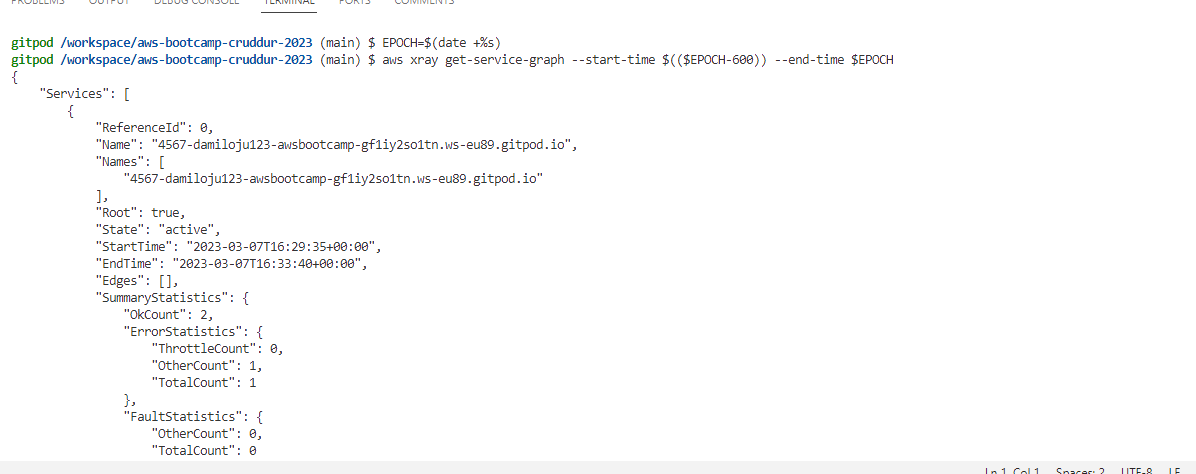 PROBLEMS OUTPUT DEBUG CONSOLE TERMINAL PORTS COMMENTS
gitpod /workspace/aws-bootcamp-cruddur-2023 (main) $ EPOCH=$(date +%s)
gitpod /workspace/aws-bootcamp-cruddur-2023 (main) $ aws xray get-service-graph --start-time $(($EPOCH-600)) --end-time $EPOCH
{
    "Services": [
        {
            "ReferenceId": 0,
            "Name": "4567-damiloju123-awsbootcamp-gf1iy2so1tn.ws-eu89.gitpod.io",
            "Names": [
                "4567-damiloju123-awsbootcamp-gf1iy2so1tn.ws-eu89.gitpod.io"
            ],
            "Root": true,
            "State": "active",
            "StartTime": "2023-03-07T16:29:35+00:00",
            "EndTime": "2023-03-07T16:33:40+00:00",
            "Edges": [],
            "SummaryStatistics": {
                "OkCount": 2,
                "ErrorStatistics": {
                    "ThrottleCount": 0,
                    "OtherCount": 1,
                    "TotalCount": 1
                },
                "FaultStatistics": {
                    "OtherCount": 0,
                    "TotalCount": 0
Ln 1, Col 1 Spaces: 2 UTF-8 LF